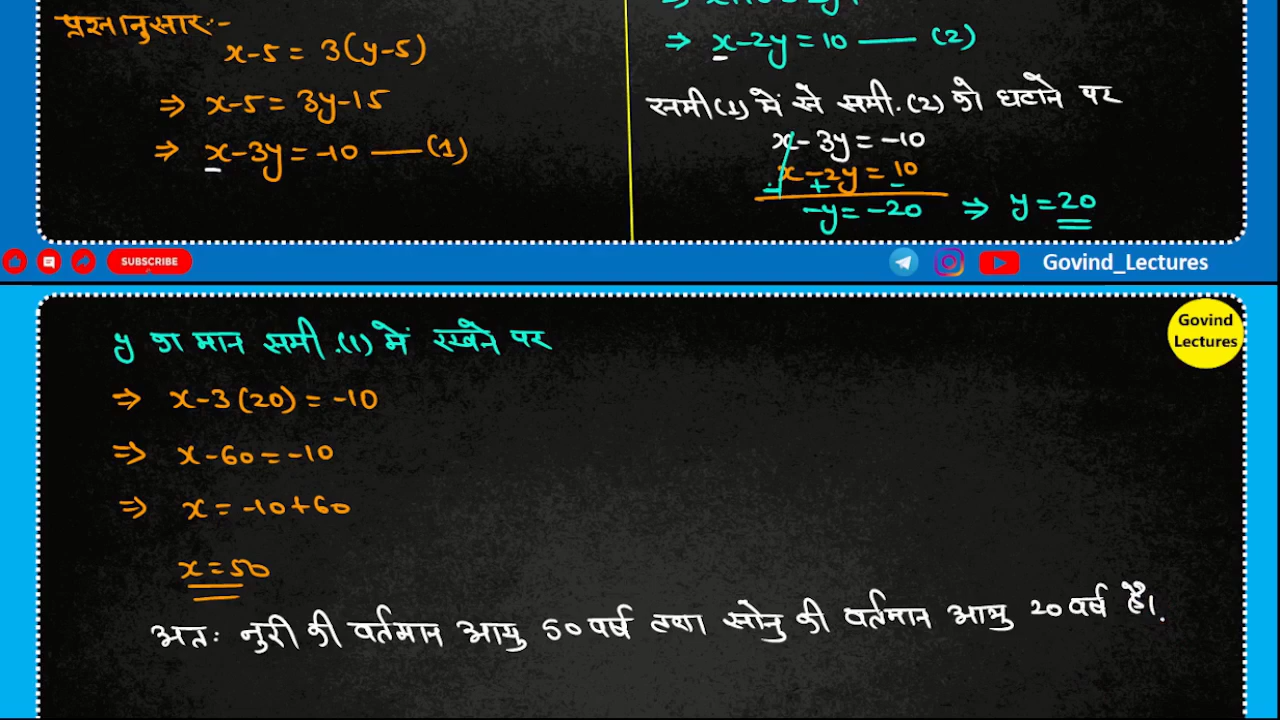 प्रश्नानुसार:-
x-5 = 3(y-5)
⇒ x-5 = 3y-15
⇒ x-3y = -10 —— (1)
⇒ x-2y = 10 —— (2)
समी(1) में से समी.(2) को घटाने पर
x-3y = -10
x-2y = 10
- + -
-y = -20 ⇒ y = 20
SUBSCRIBE
Govind_Lectures
Govind
Lectures
y का मान समी.(1) में रखने पर
⇒ x-3(20) = -10
⇒ x-60 = -10
⇒ x = -10+60
x = 50
अतः नुरी की वर्तमान आयु 50 वर्ष तथा सोनु की वर्तमान आयु 20 वर्ष है।